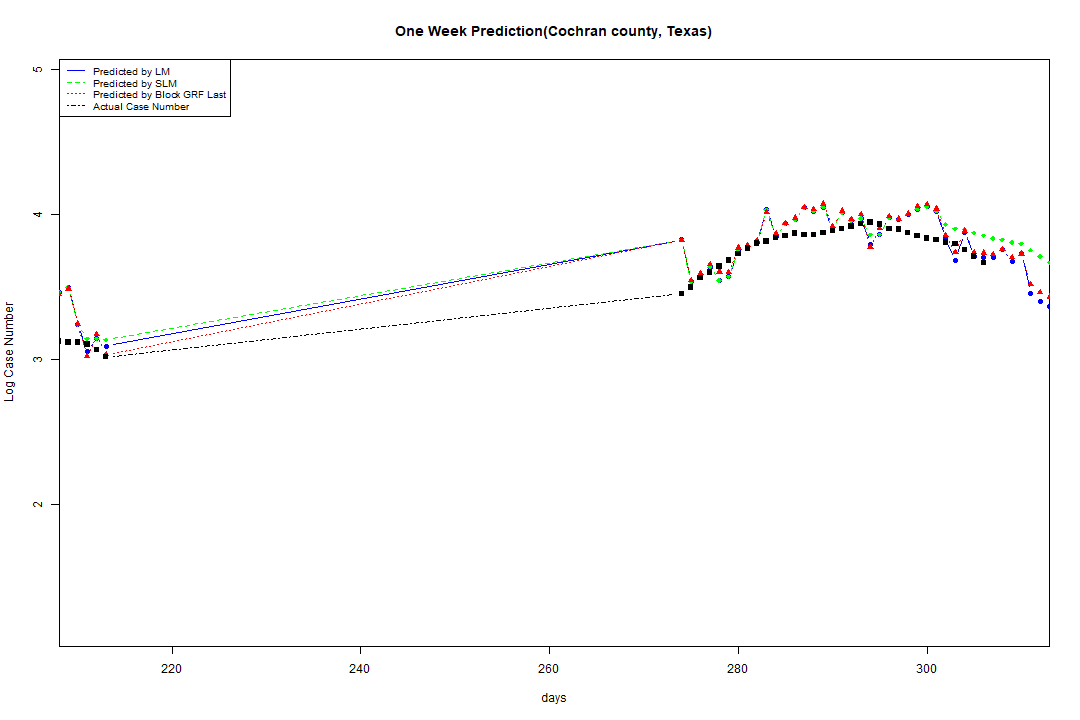 One Week Prediction(Cochran county, Texas)
Predicted by LM
Predicted by SLM
Predicted by Block GRF Last
Actual Case Number
5
4
3
2
Log Case Number
220 240 260 280 300
days